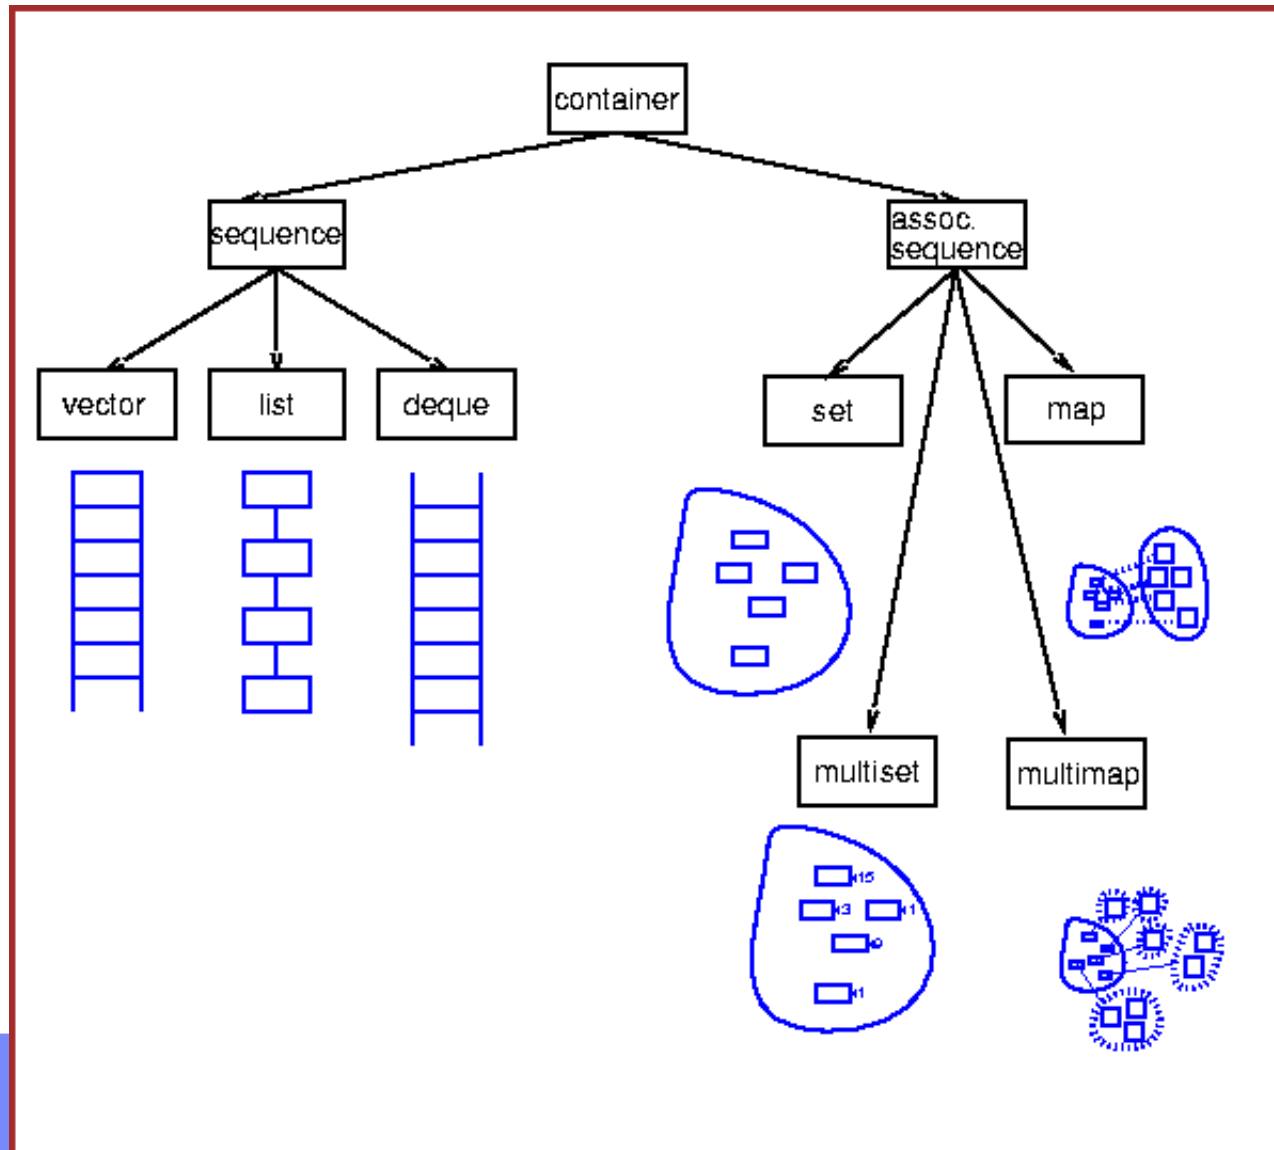 container
sequence
assoc.
sequence
vector
list
deque
set
map
multiset
multimap
15
3
1
1